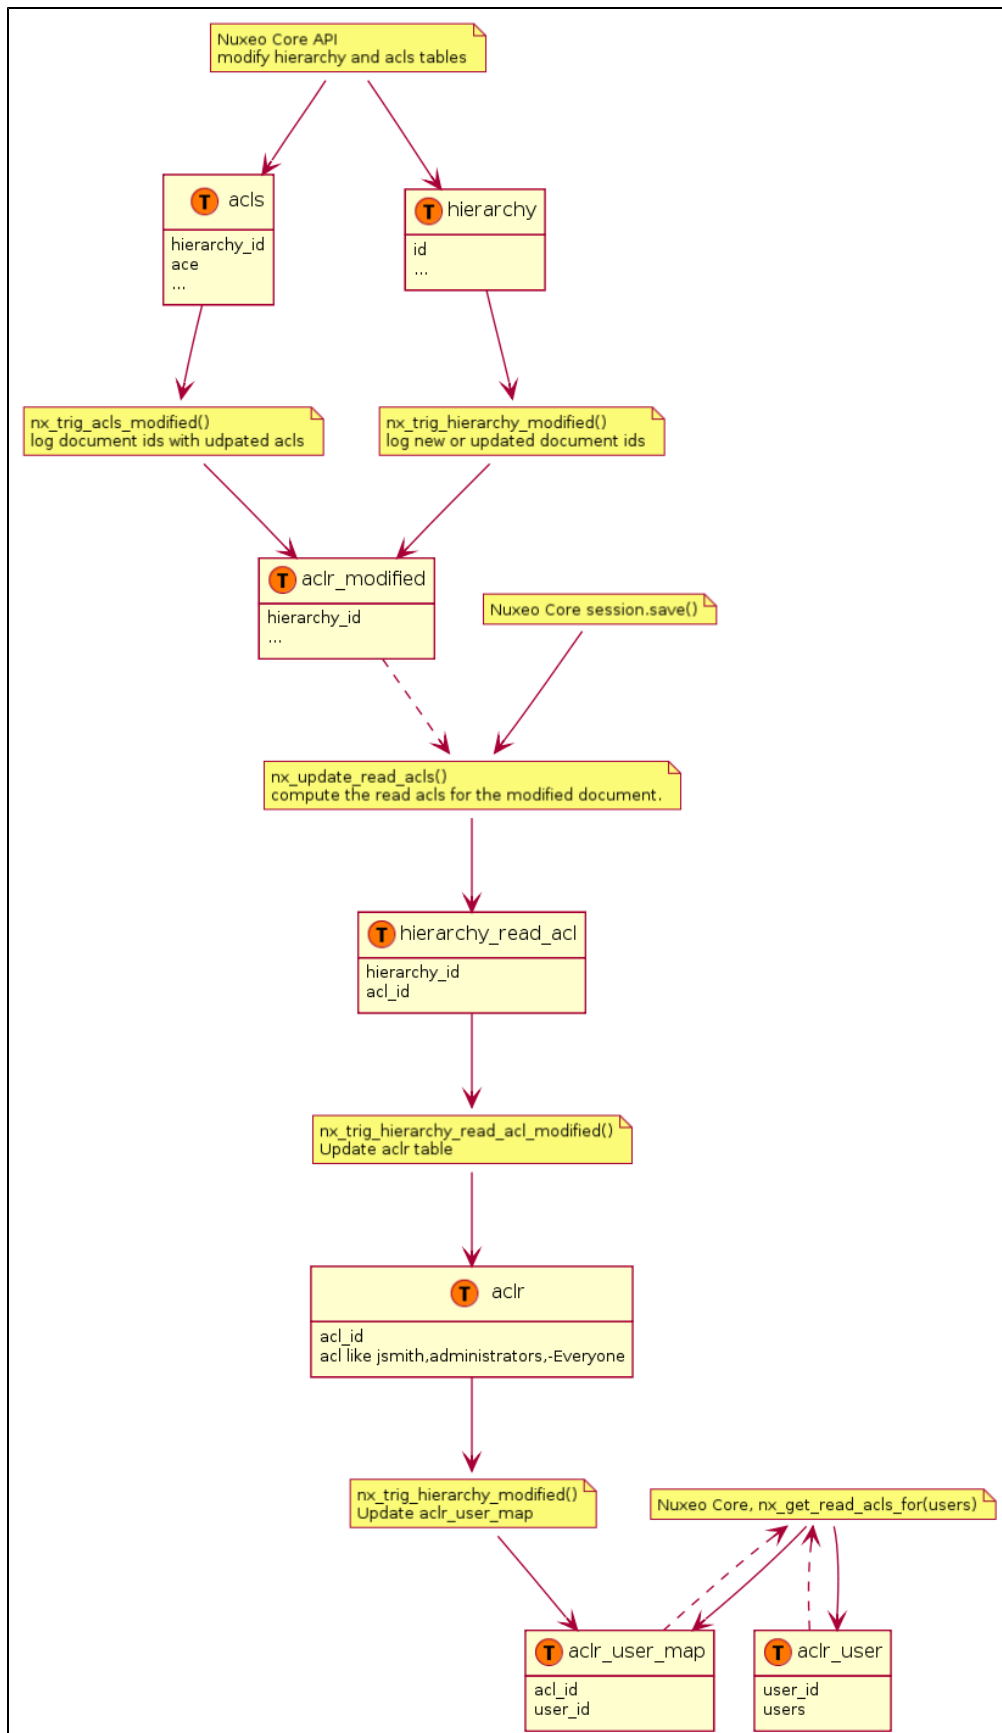 Nuxeo Core API
modify hierarchy and acls tables
T acls
hierarchy_id
ace
...
T hierarchy
id
...
nx_trig_acls_modified()
log document ids with udpated acls
nx_trig_hierarchy_modified()
log new or updated document ids
T aclr_modified
hierarchy_id
...
Nuxeo Core session.save()
nx_update_read_acls()
compute the read acls for the modified document.
T hierarchy_read_acl
hierarchy_id
acl_id
nx_trig_hierarchy_read_acl_modified()
Update aclr table
T aclr
acl_id
acl like jsmith,administrators,-Everyone
nx_trig_hierarchy_modified()
Update aclr_user_map
Nuxeo Core, nx_get_read_acls_for(users)
T aclr_user_map
acl_id
user_id
T aclr_user
user_id
users